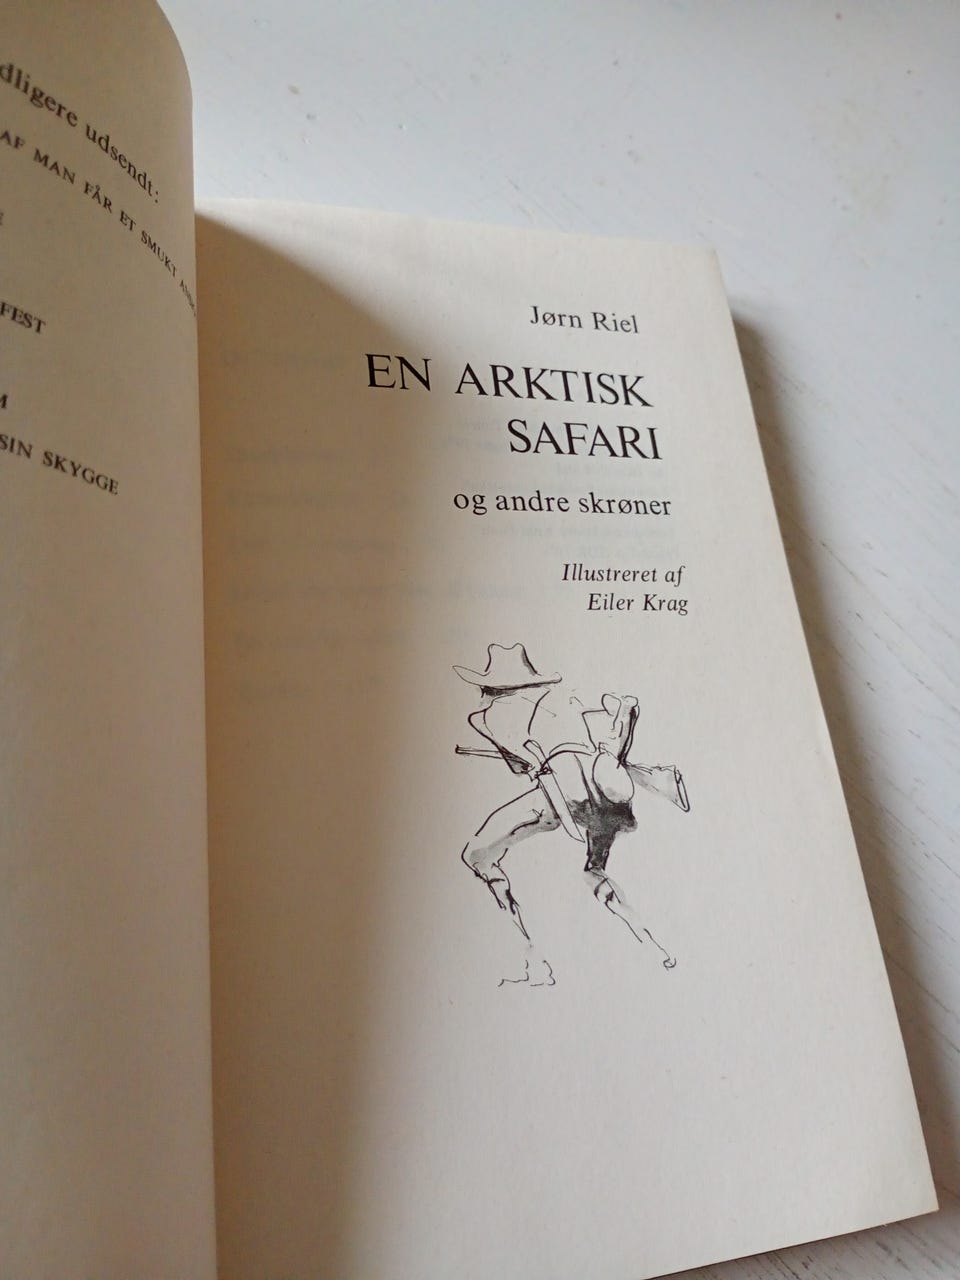 udsendt:
AF MAN FÅR ET SMUKT
FEST
SIN SKYGGE
Jørn Riel
EN ARKTISK
SAFARI
og andre skrøner
Illustreret af
Eiler Krag